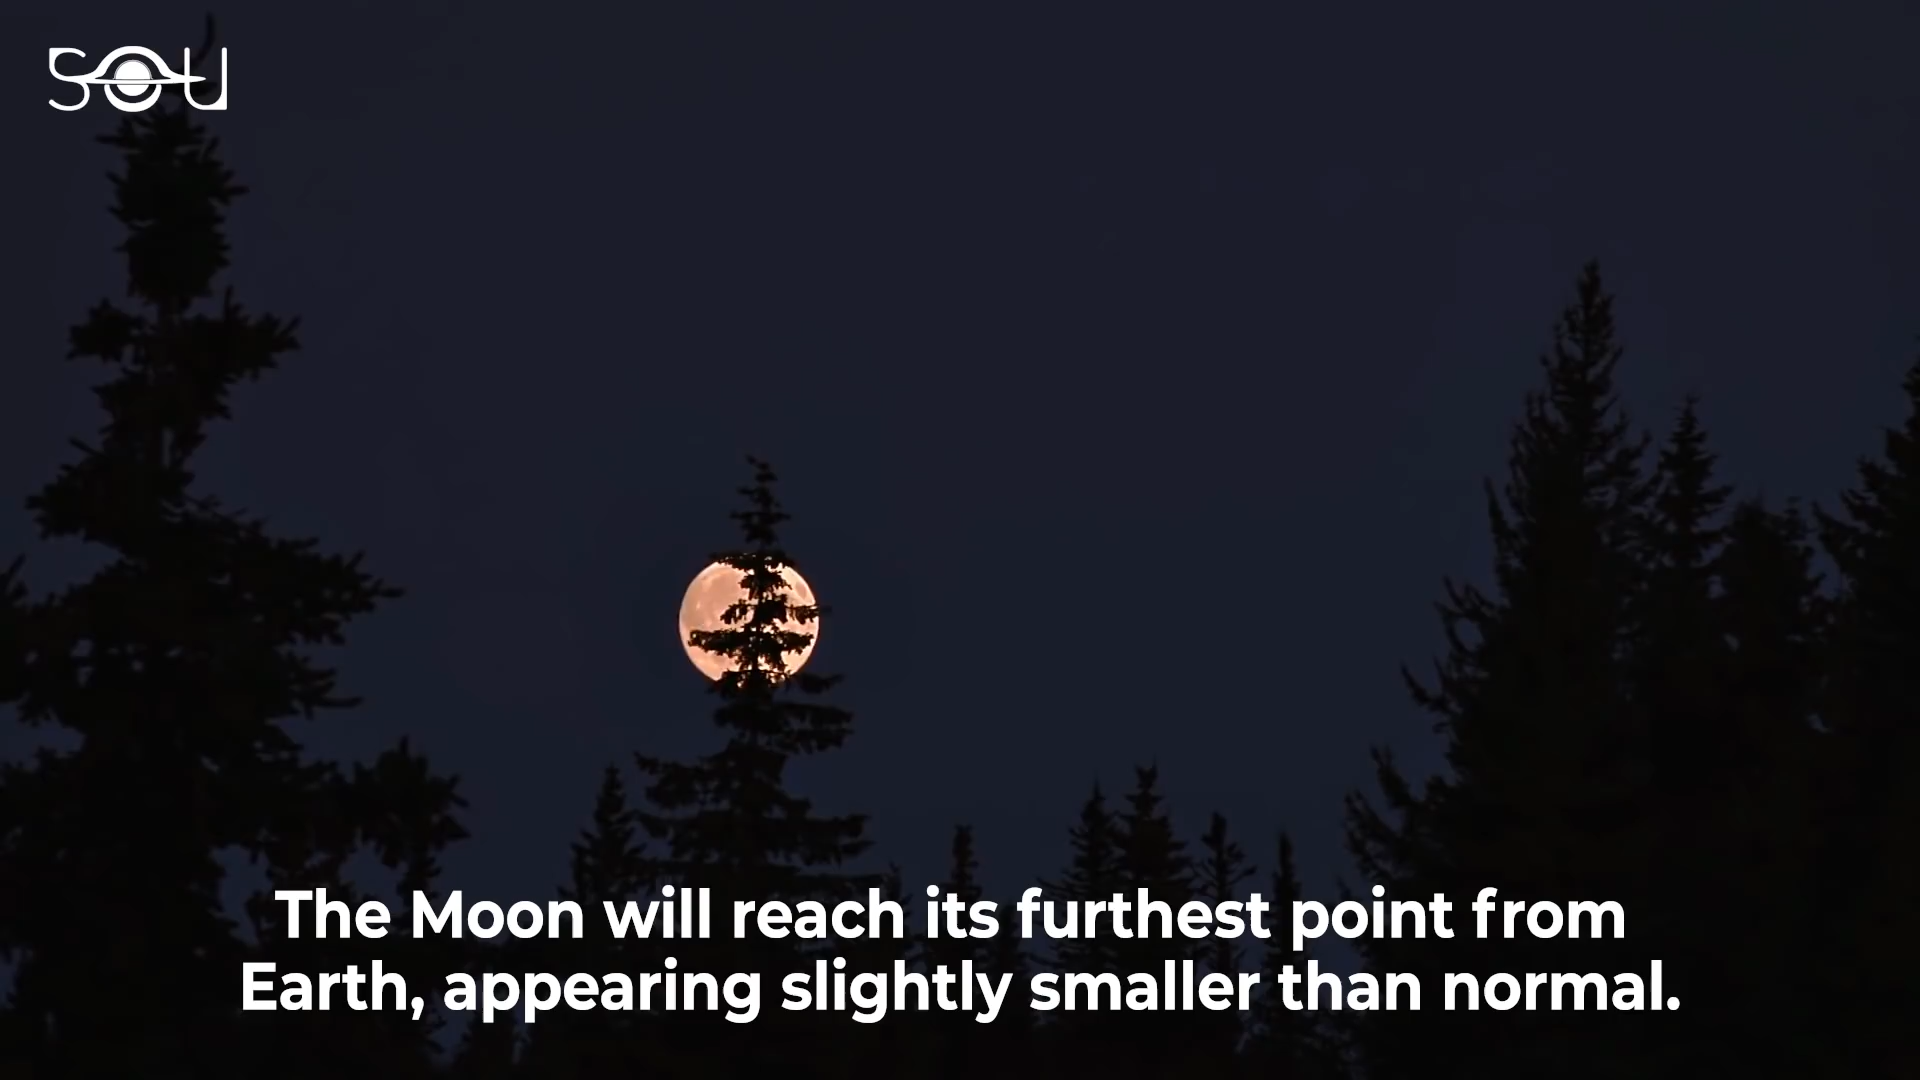 SOU
The Moon will reach its furthest point from
Earth, appearing slightly smaller than normal.